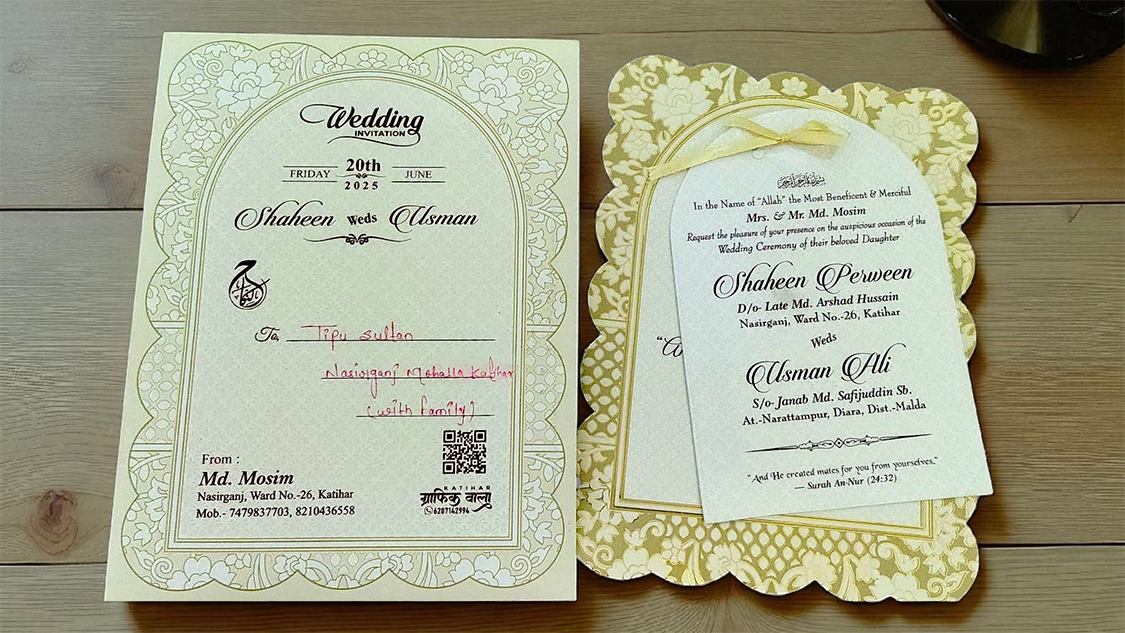 Wedding
INVITATION
FRIDAY 20th JUNE
2025
Shaheen Weds Usman
To, Tipu Sultan
Nasirganj Mohalla Katihar
(with family)
From :
Md. Mosim
Nasirganj, Ward No.-26, Katihar
Mob.- 7479837703, 8210436558
KATIHAR
ग्राफिक वाला
6207142994
In the Name of "Allah" the Most Beneficent & Merciful
Mrs. & Mr. Md. Mosim
Request the pleasure of your presence on the auspicious occasion of the
Wedding Ceremony of their beloved Daughter
Shaheen Perween
D/o- Late Md. Arshad Hussain
Nasirganj, Ward No.-26, Katihar
Weds
Usman Ali
S/o- Janab Md. Safijuddin Sb.
At.-Narattampur, Diara, Dist.-Malda
"And He created mates for you from yourselves."
— Surah An-Nur (24:32)